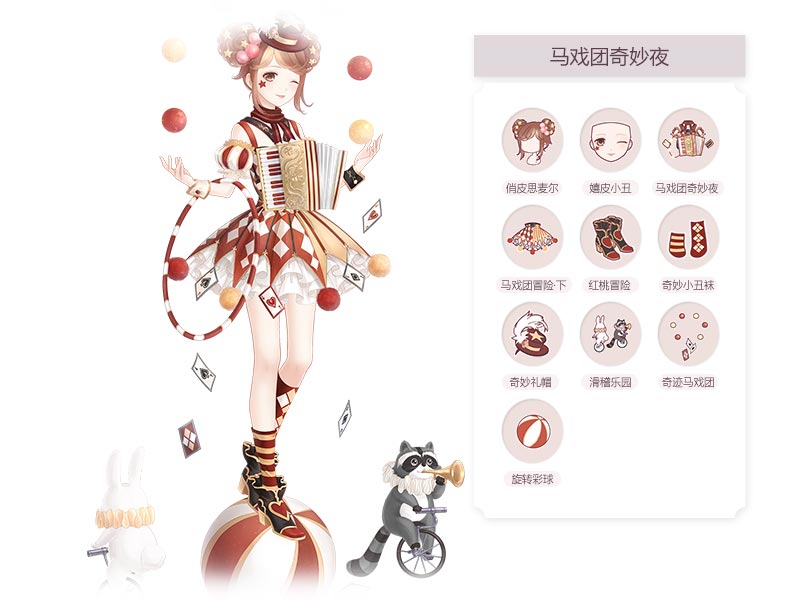 马戏团奇妙夜
俏皮思麦尔
嬉皮小丑
马戏团奇妙夜
马戏团冒险·下
红桃冒险
奇妙小丑袜
奇妙礼帽
滑稽乐园
奇迹马戏团
旋转彩球